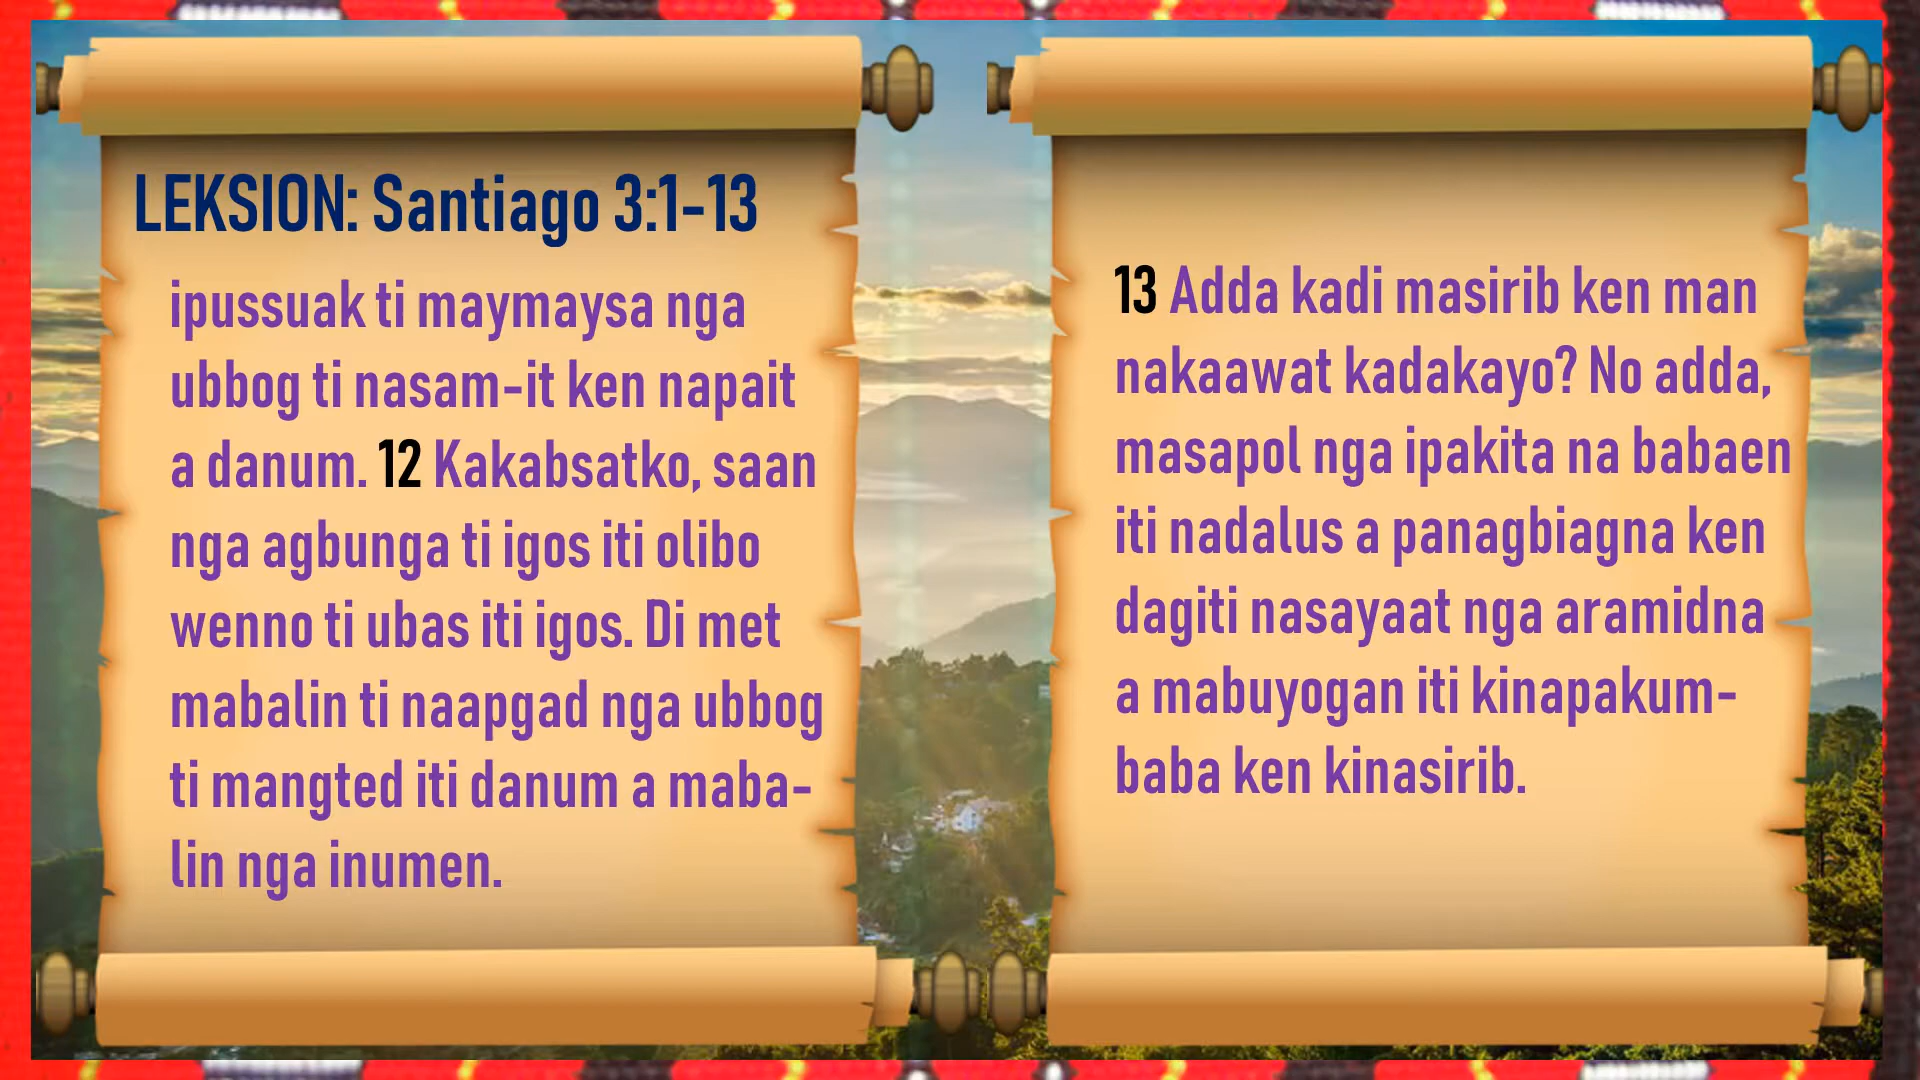 LEKSION: Santiago 3:1-13
ipussuak ti maymaysa nga
ubbog ti nasam-it ken napait
a danum. 12 Kakabsatko, saan
nga agbunga ti igos iti olibo
wenno ti ubas iti igos. Di met
mabalin ti naapgad nga ubbog
ti mangted iti danum a maba-
lin nga inumen.
13 Adda kadi masirib ken man
nakaawat kadakayo? No adda,
masapol nga ipakita na babaen
iti nadalus a panagbiagna ken
dagiti nasayaat nga aramidna
a mabuyogan iti kinapakum-
baba ken kinasirib.